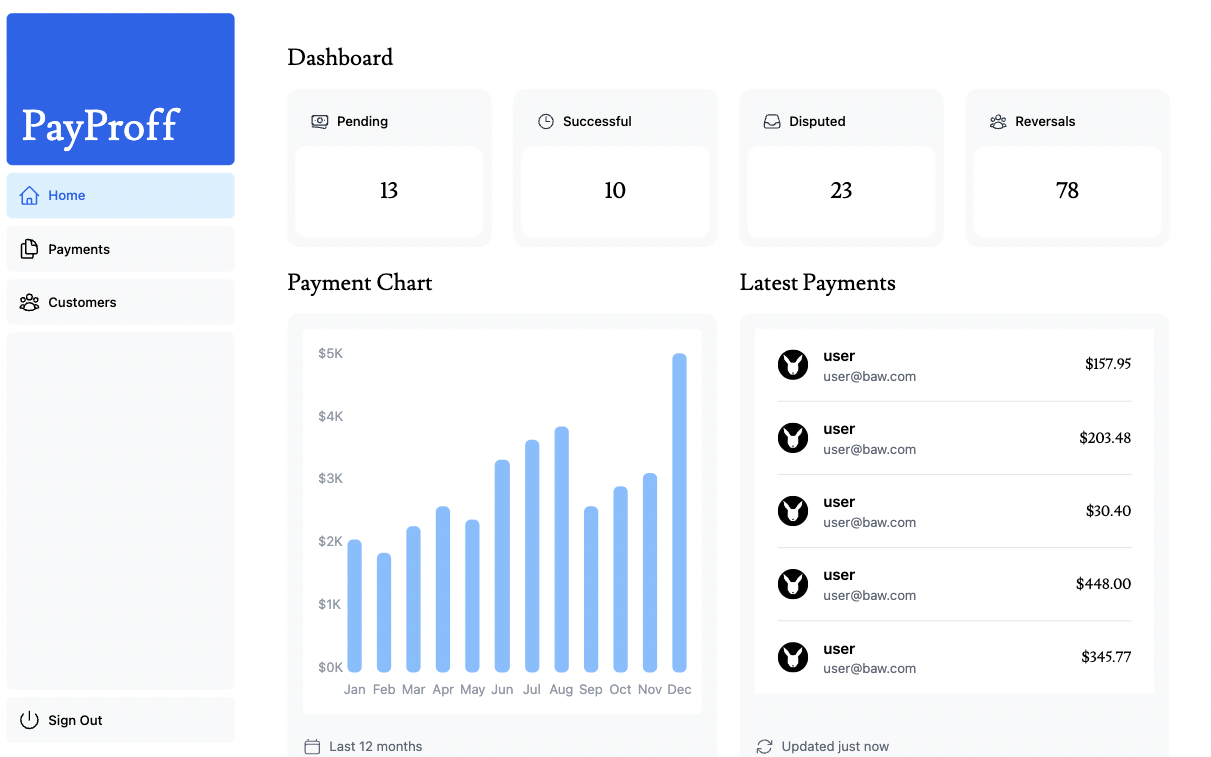 PayProff
Home
Payments
Customers
Sign Out
Dashboard
Pending
13
Successful
10
Disputed
23
Reversals
78
Payment Chart
$5K
$4K
$3K
$2K
$1K
$0K
Jan Feb Mar Apr May Jun Jul Aug Sep Oct Nov Dec
Last 12 months
Latest Payments
user
user@baw.com
$157.95
user
user@baw.com
$203.48
user
user@baw.com
$30.40
user
user@baw.com
$448.00
user
user@baw.com
$345.77
Updated just now